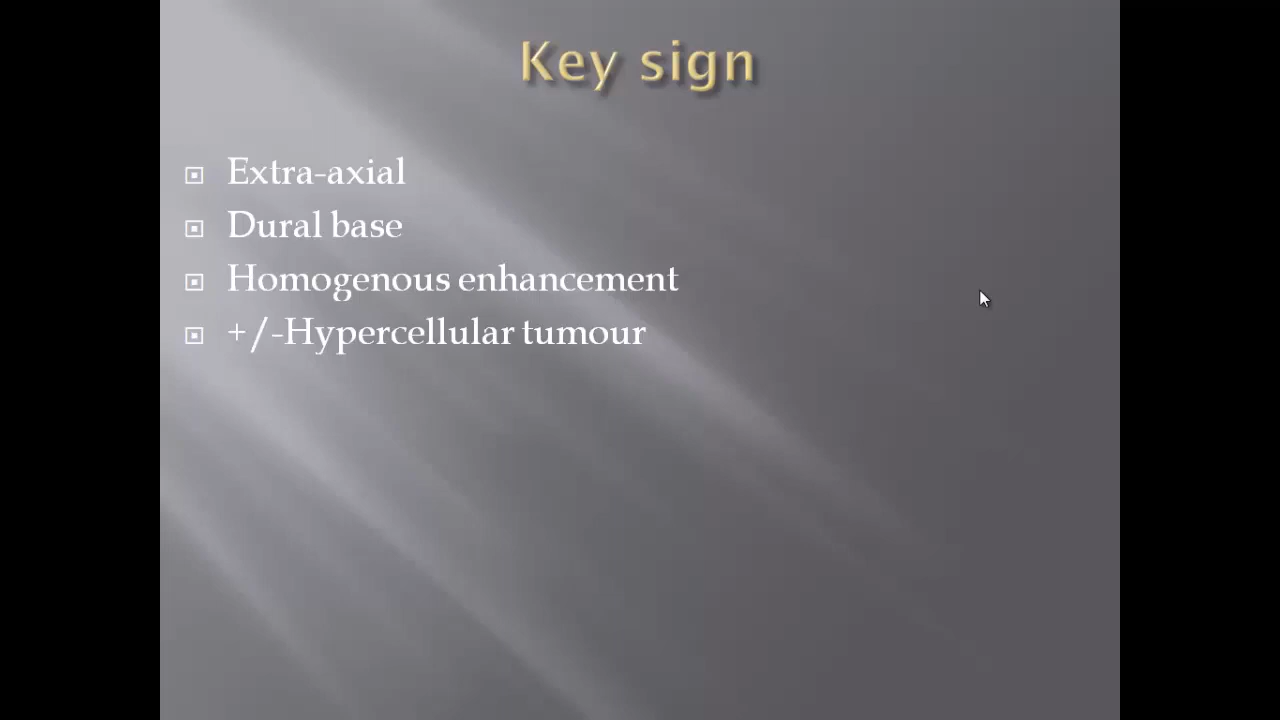 Key sign
Extra-axial
Dural base
Homogenous enhancement
+/-Hypercellular tumour